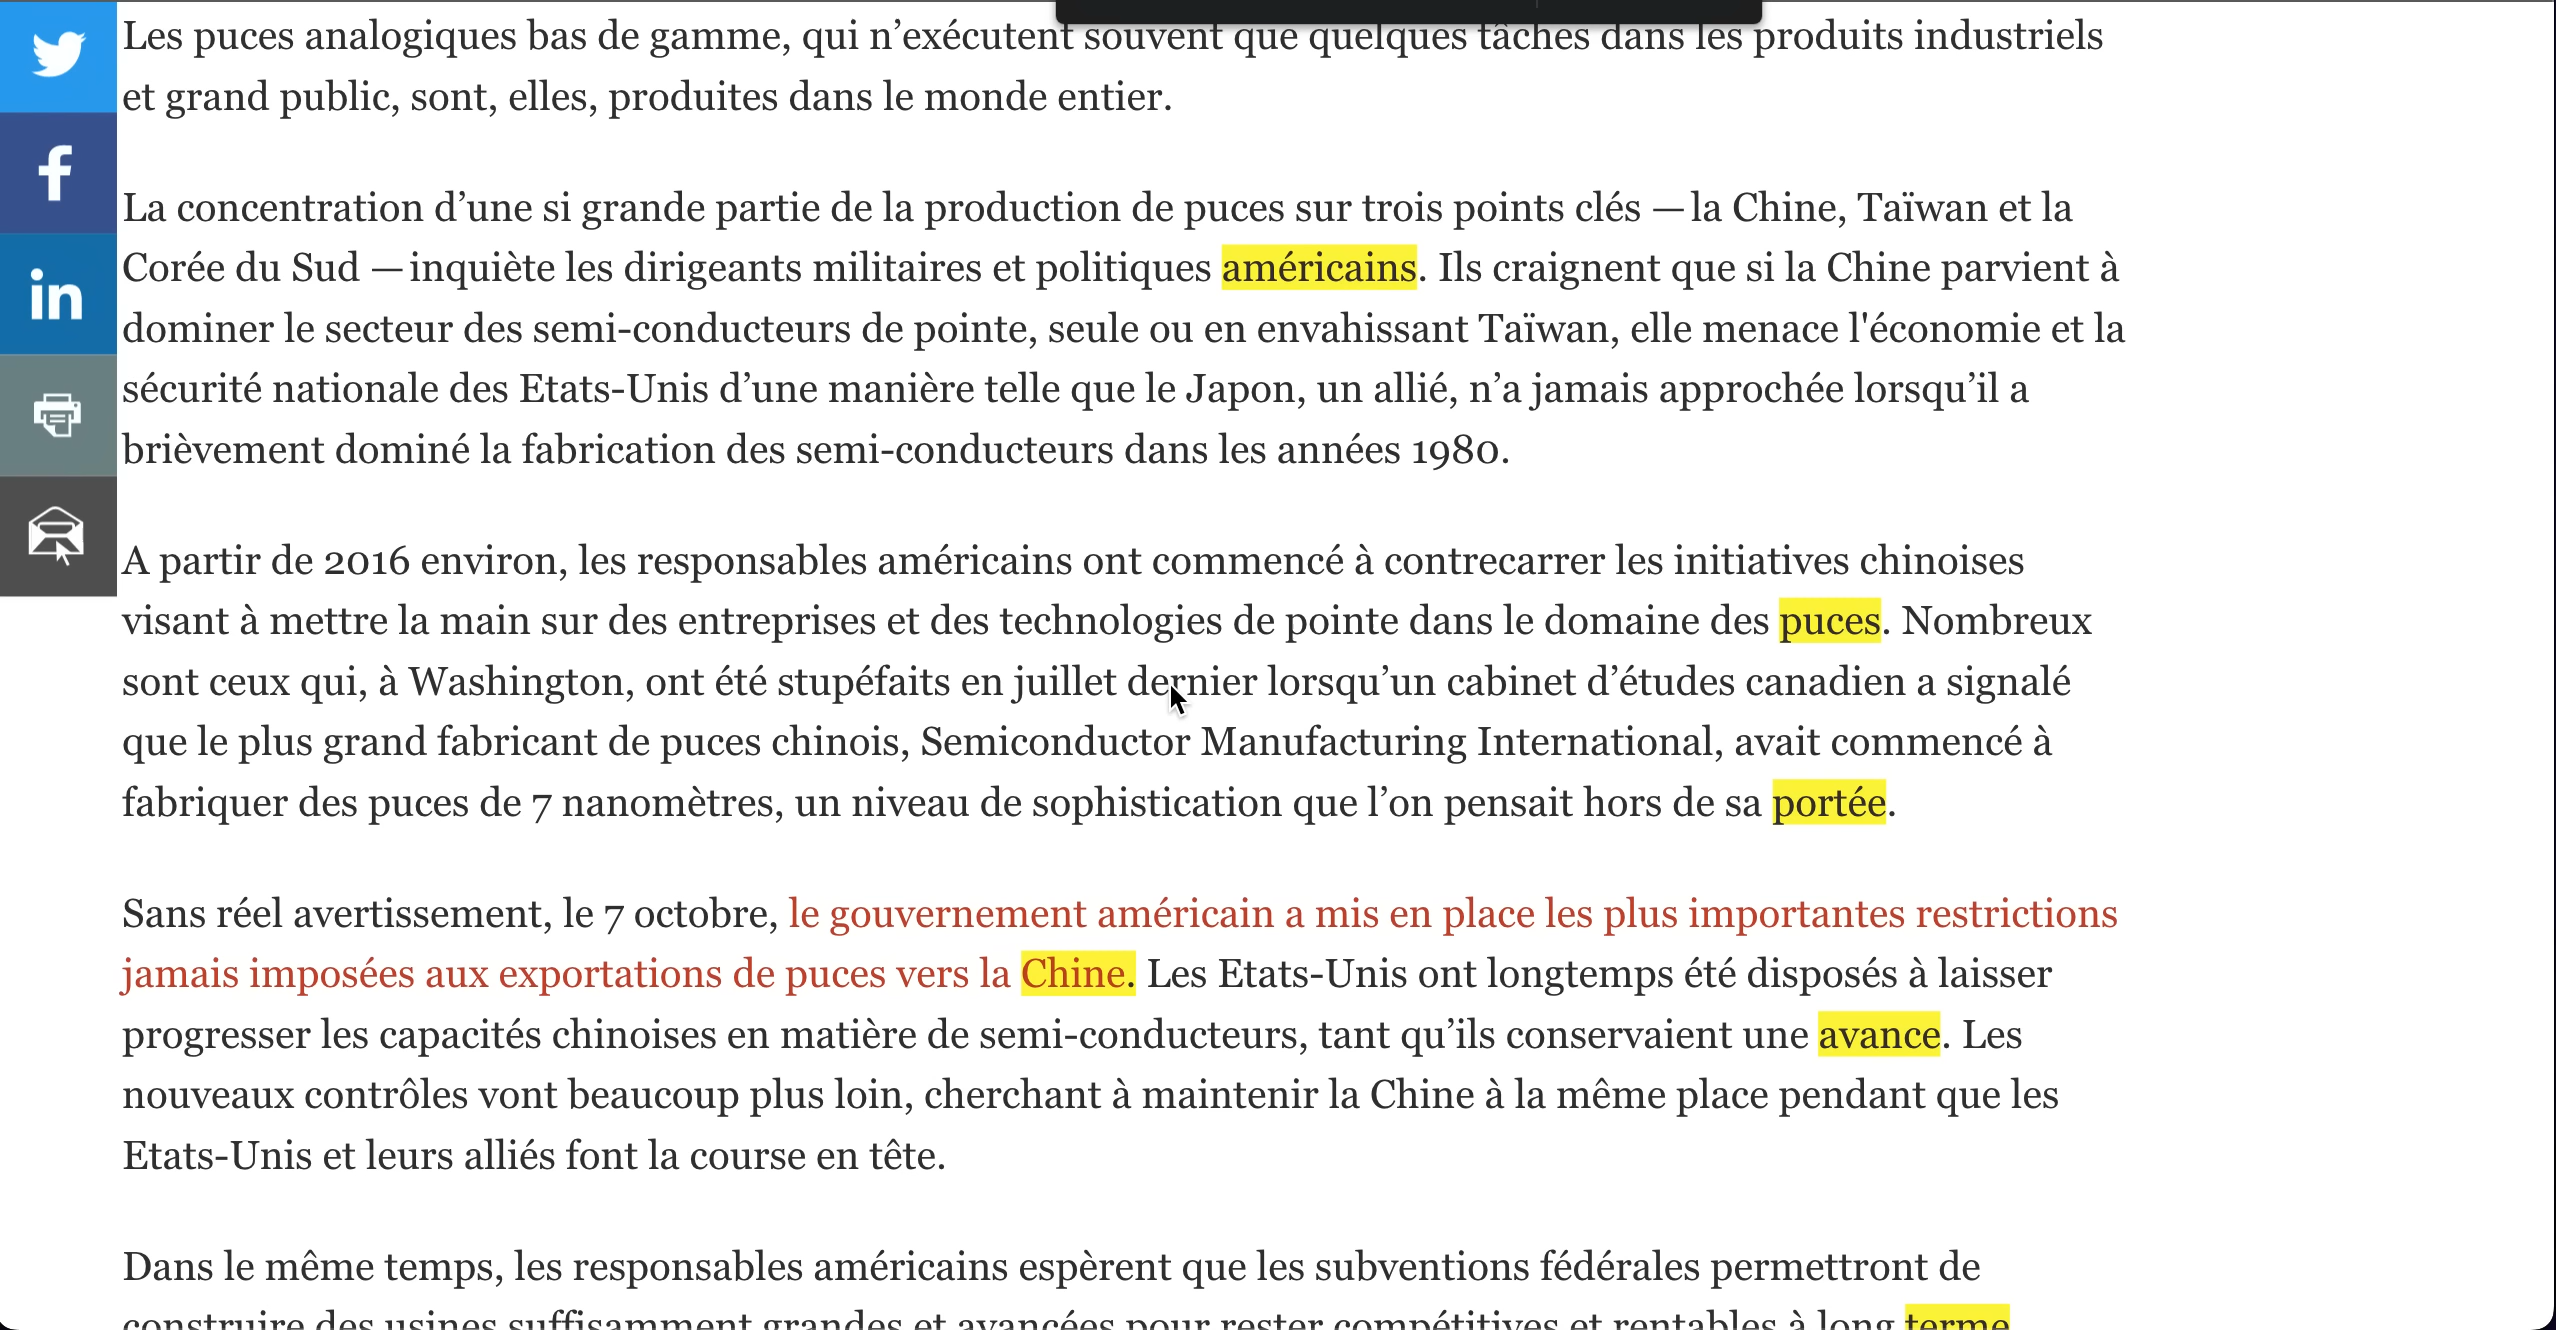 Les puces analogiques bas de gamme, qui n’exécutent souvent que quelques tâches dans les produits industriels
et grand public, sont, elles, produites dans le monde entier.
La concentration d’une si grande partie de la production de puces sur trois points clés — la Chine, Taïwan et la
Corée du Sud — inquiète les dirigeants militaires et politiques américains. Ils craignent que si la Chine parvient à
dominer le secteur des semi-conducteurs de pointe, seule ou en envahissant Taïwan, elle menace l'économie et la
sécurité nationale des Etats-Unis d’une manière telle que le Japon, un allié, n’a jamais approchée lorsqu’il a
brièvement dominé la fabrication des semi-conducteurs dans les années 1980.
A partir de 2016 environ, les responsables américains ont commencé à contrecarrer les initiatives chinoises
visant à mettre la main sur des entreprises et des technologies de pointe dans le domaine des puces. Nombreux
sont ceux qui, à Washington, ont été stupéfaits en juillet dernier lorsqu’un cabinet d’études canadien a signalé
que le plus grand fabricant de puces chinois, Semiconductor Manufacturing International, avait commencé à
fabriquer des puces de 7 nanomètres, un niveau de sophistication que l’on pensait hors de sa portée.
Sans réel avertissement, le 7 octobre, le gouvernement américain a mis en place les plus importantes restrictions
jamais imposées aux exportations de puces vers la Chine. Les Etats-Unis ont longtemps été disposés à laisser
progresser les capacités chinoises en matière de semi-conducteurs, tant qu’ils conservaient une avance. Les
nouveaux contrôles vont beaucoup plus loin, cherchant à maintenir la Chine à la même place pendant que les
Etats-Unis et leurs alliés font la course en tête.
Dans le même temps, les responsables américains espèrent que les subventions fédérales permettront de
construire des usines suffisamment grandes et avancées pour rester compétitives et rentables à long terme